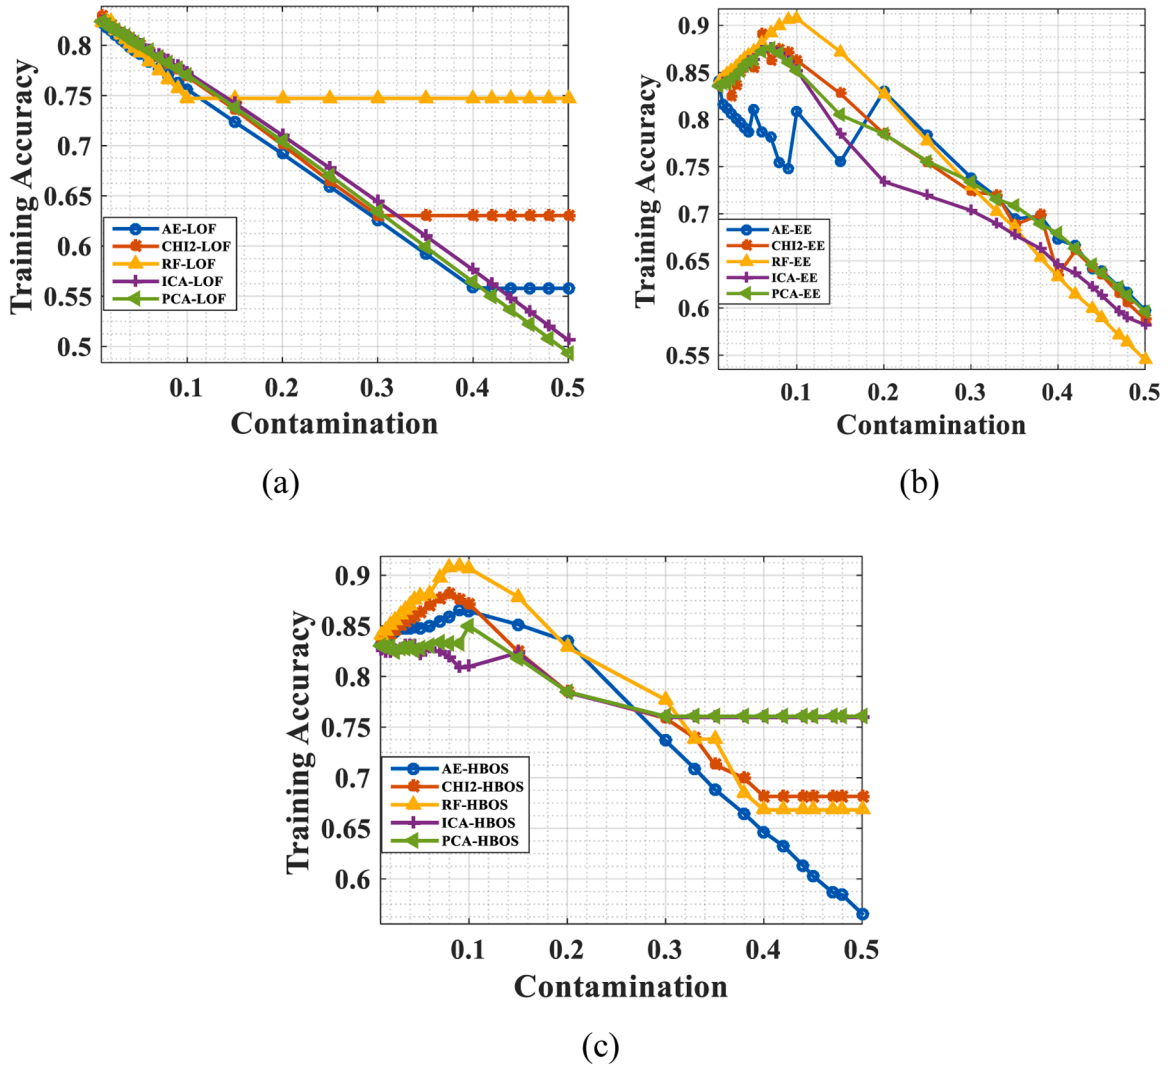 Training Accuracy
0.8
0.75
0.7
0.65
0.6
0.55
0.5
AE-LOF
CHI2-LOF
RF-LOF
ICA-LOF
PCA-LOF
0.1 0.2 0.3 0.4 0.5
Contamination
(a)
Training Accuracy
0.9
0.85
0.8
0.75
0.7
0.65
0.6
0.55
AE-EE
CHI2-EE
RF-EE
ICA-EE
PCA-EE
0.1 0.2 0.3 0.4 0.5
Contamination
(b)
Training Accuracy
0.9
0.85
0.8
0.75
0.7
0.65
0.6
AE-HBOS
CHI2-HBOS
RF-HBOS
ICA-HBOS
PCA-HBOS
0.1 0.2 0.3 0.4 0.5
Contamination
(c)